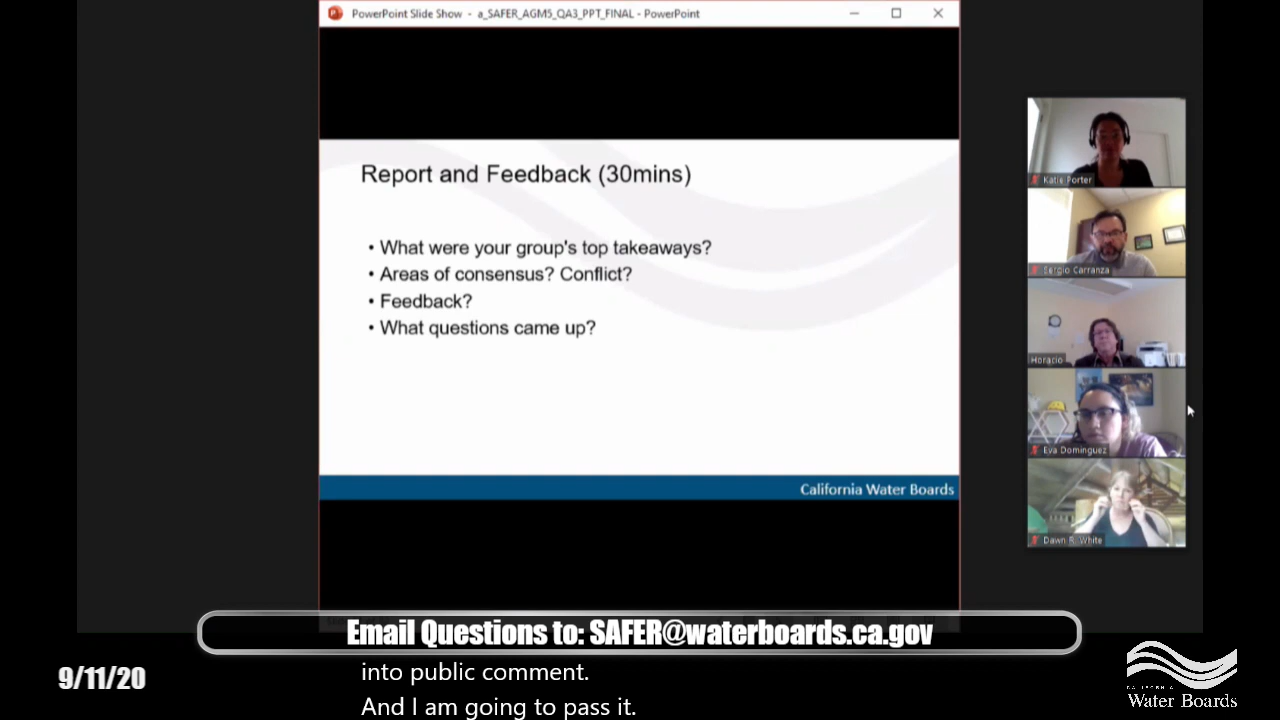 PowerPoint Slide Show - a_SAFER_AGM5_QA3_PPT_FINAL - PowerPoint
Report and Feedback (30mins)
• What were your group's top takeaways?
• Areas of consensus? Conflict?
• Feedback?
• What questions came up?
California Water Boards
Katie Porter
Sergio Carranza
Horacio
Eva Dominguez
Dawn R. White
Email Questions to: SAFER@waterboards.ca.gov
into public comment.
And I am going to pass it.
9/11/20
CALIFORNIA
Water Boards